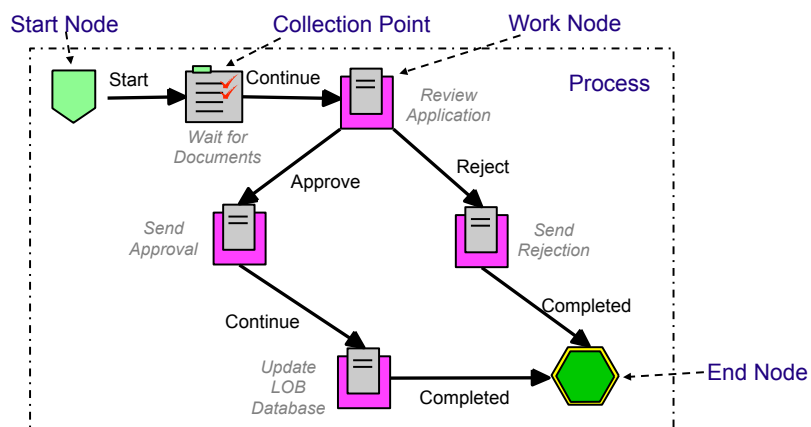 Start Node
Collection Point
Work Node
Start
Continue
Process
Review
Application
Wait for
Documents
Approve
Reject
Send
Approval
Send
Rejection
Continue
Completed
Update
LOB
Database
Completed
End Node